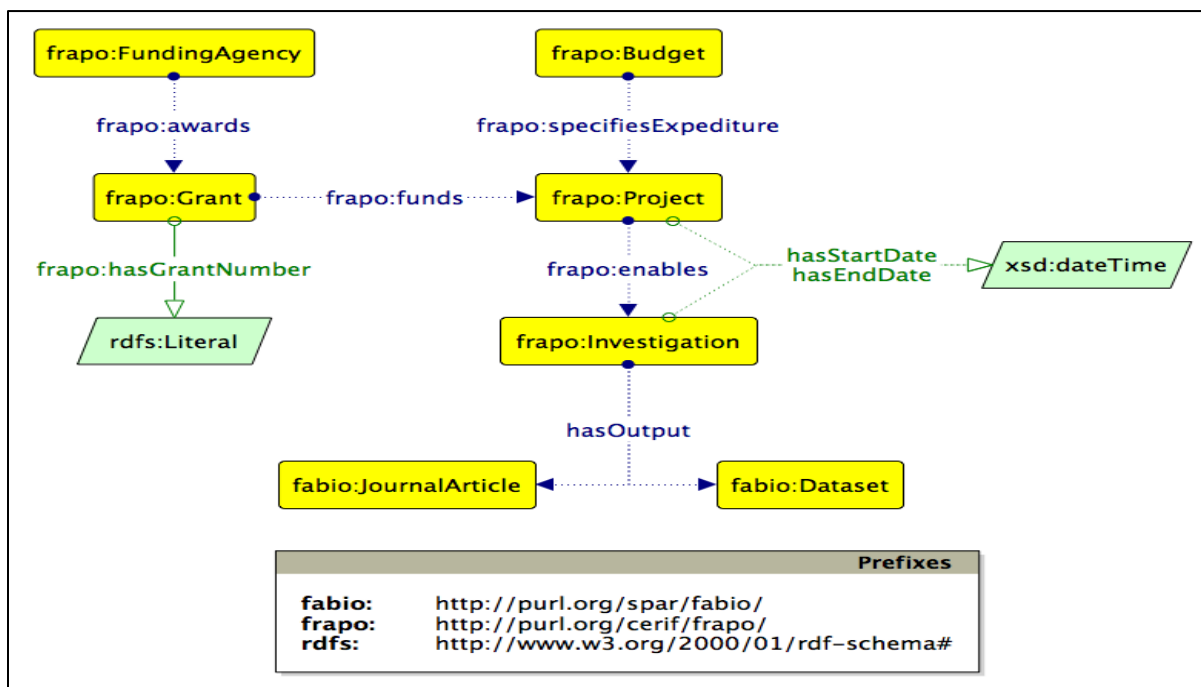 frapo:FundingAgency
frapo:Budget
frapo:awards
frapo:specifiesExpediture
frapo:Grant
frapo:funds
frapo:Project
frapo:hasGrantNumber
frapo:enables
hasStartDate
hasEndDate
xsd:dateTime
rdfs:Literal
frapo:Investigation
hasOutput
fabio:JournalArticle
fabio:Dataset
Prefixes
fabio: http://purl.org/spar/fabio/
frapo: http://purl.org/cerif/frapo/
rdfs: http://www.w3.org/2000/01/rdf-schema#